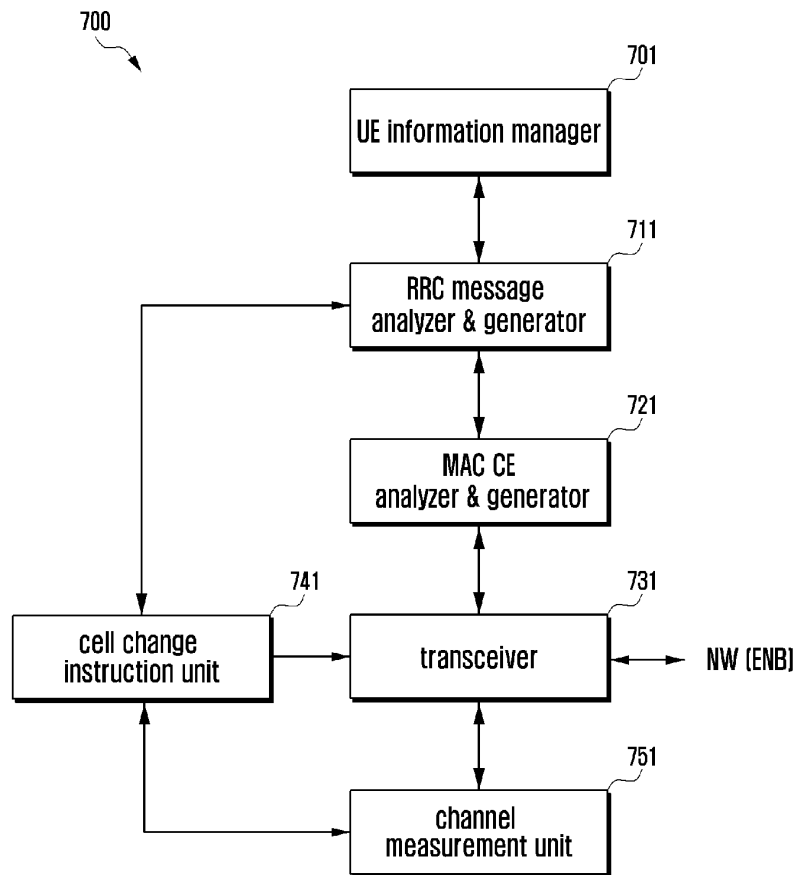 700
701
UE information manager
711
RRC message
analyzer & generator
721
MAC CE
analyzer & generator
741
cell change
instruction unit
731
transceiver
NW (ENB)
751
channel
measurement unit